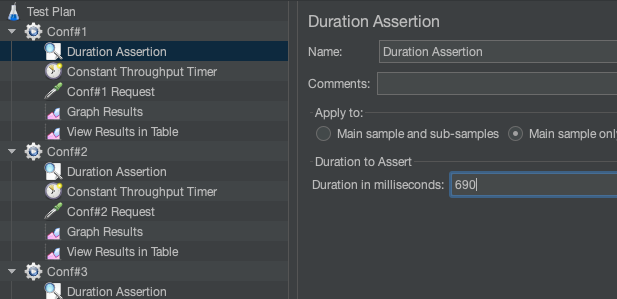 Test Plan
Conf#1
Duration Assertion
Constant Throughput Timer
Conf#1 Request
Graph Results
View Results in Table
Conf#2
Duration Assertion
Constant Throughput Timer
Conf#2 Request
Graph Results
View Results in Table
Conf#3
Duration Assertion
Duration Assertion
Name: Duration Assertion
Comments:
Apply to:
Main sample and sub-samples Main sample only
Duration to Assert
Duration in milliseconds: 690